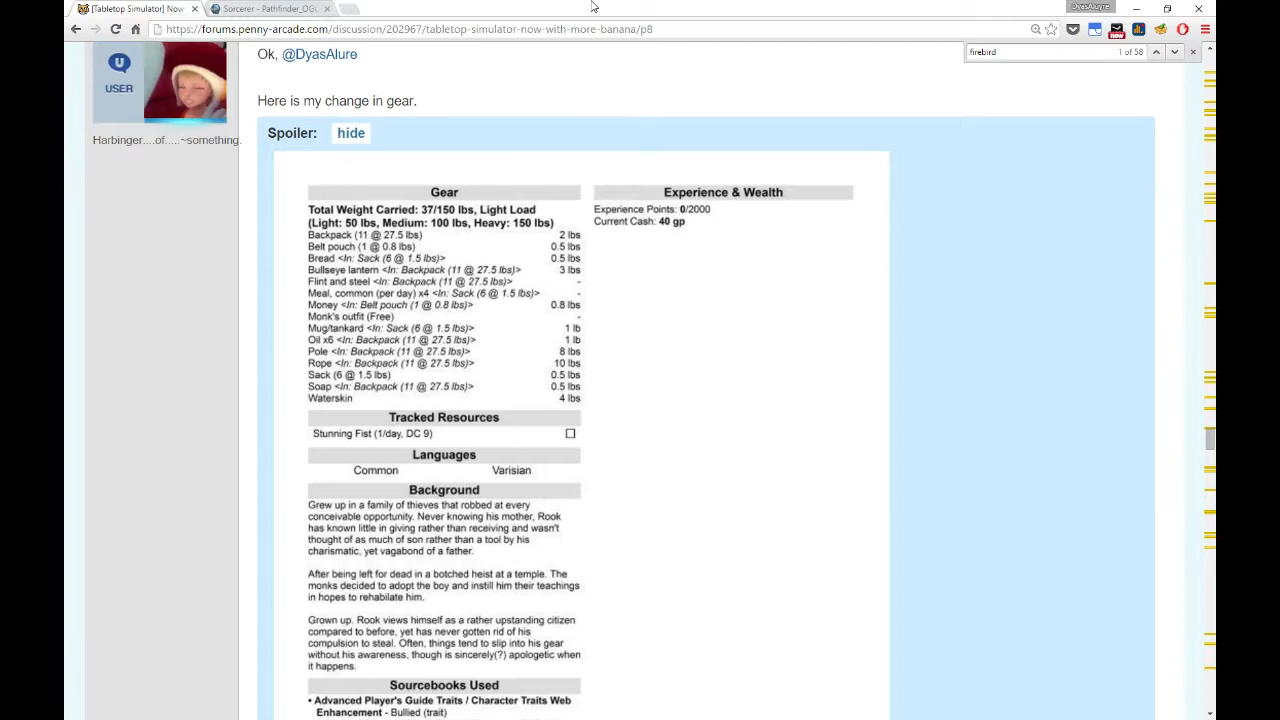 [Tabletop Simulator] Now
Sorcerer - Pathfinder_OGC
DyasAluyre
https://forums.penny-arcade.com/discussion/202967/tabletop-simulator-now-with-more-banana/p8
new
firebird
1 of 58
U
USER
Harbinger....of.....~something.
Ok, @DyasAlure
Here is my change in gear.
Spoiler: hide
Gear
Total Weight Carried: 37/150 lbs, Light Load
(Light: 50 lbs, Medium: 100 lbs, Heavy: 150 lbs)
Backpack (11 @ 27.5 lbs) 2 lbs
Belt pouch (1 @ 0.8 lbs) 0.5 lbs
Bread <In: Sack (6 @ 1.5 lbs)> 0.5 lbs
Bullseye lantern <In: Backpack (11 @ 27.5 lbs)> 3 lbs
Flint and steel <In: Backpack (11 @ 27.5 lbs)> -
Meal, common (per day) x4 <In: Sack (6 @ 1.5 lbs)> -
Money <In: Belt pouch (1 @ 0.8 lbs)> 0.8 lbs
Monk's outfit (Free) -
Mug/tankard <In: Sack (6 @ 1.5 lbs)> 1 lb
Oil x6 <In: Backpack (11 @ 27.5 lbs)> 1 lb
Pole <In: Backpack (11 @ 27.5 lbs)> 8 lbs
Rope <In: Backpack (11 @ 27.5 lbs)> 10 lbs
Sack (6 @ 1.5 lbs) 0.5 lbs
Soap <In: Backpack (11 @ 27.5 lbs)> 0.5 lbs
Waterskin 4 lbs
Tracked Resources
Stunning Fist (1/day, DC 9)
Languages
Common Varisian
Background
Grew up in a family of thieves that robbed at every
conceivable opportunity. Never knowing his mother, Rook
has known little in giving rather than receiving and wasn't
thought of as much of son rather than a tool by his
charismatic, yet vagabond of a father.
After being left for dead in a botched heist at a temple. The
monks decided to adopt the boy and instill him their teachings
in hopes to rehabilate him.
Grown up. Rook views himself as a rather upstanding citizen
compared to before, yet has never gotten rid of his
compulsion to steal. Often, things tend to slip into his gear
without his awareness, though is sincerely(?) apologetic when
it happens.
Sourcebooks Used
• Advanced Player's Guide Traits / Character Traits Web
Enhancement - Bullied (trait)
Experience & Wealth
Experience Points: 0/2000
Current Cash: 40 gp